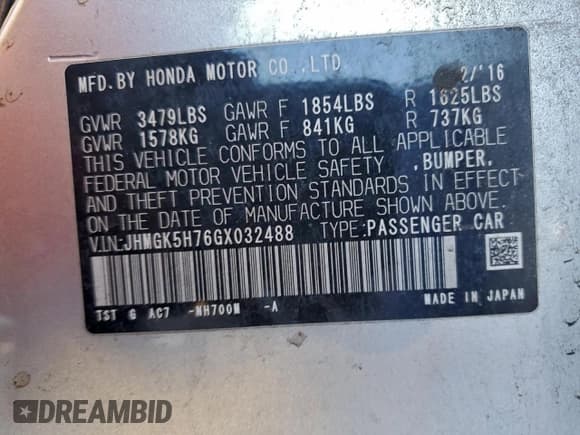 MFD. BY HONDA MOTOR CO.,LTD. 2/'16
GVWR 3479LBS GAWR F 1854LBS R 1625LBS
GVWR 1578KG GAWR F 841KG R 737KG
THIS VEHICLE CONFORMS TO ALL APPLICABLE
FEDERAL MOTOR VEHICLE SAFETY, BUMPER,
AND THEFT PREVENTION STANDARDS IN EFFECT
ON THE DATE OF MANUFACTURE SHOWN ABOVE.
V.I.N:JHMGK5H76GX032488 TYPE:PASSENGER CAR
TST G AC7 -NH700M -A MADE IN JAPAN
DREAMBID